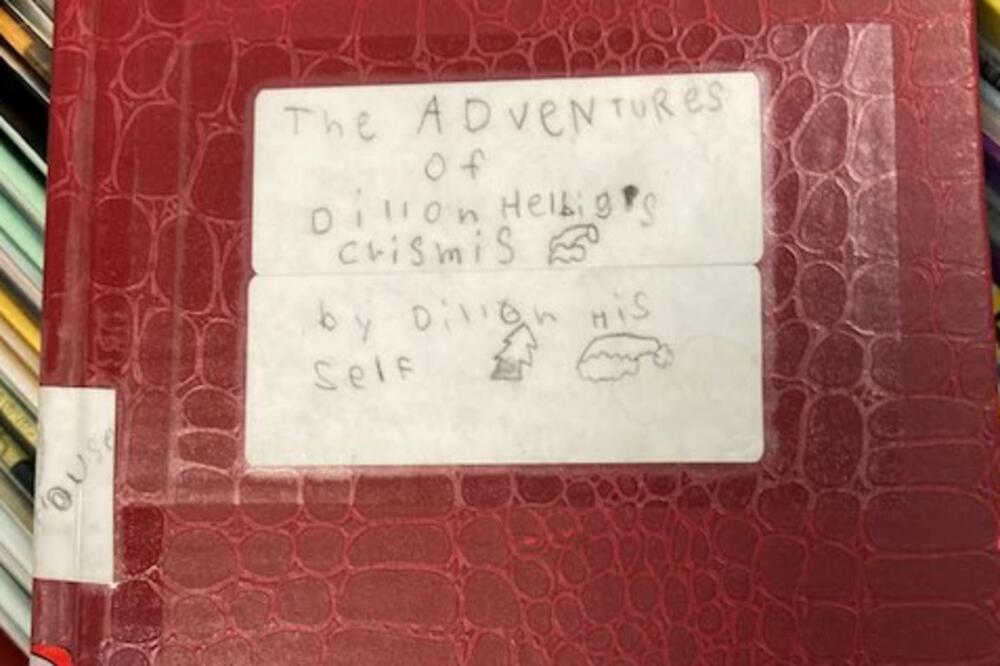 The ADVENTURES
Of
Dillon Helbig's
crismis
by Dillon His
Self